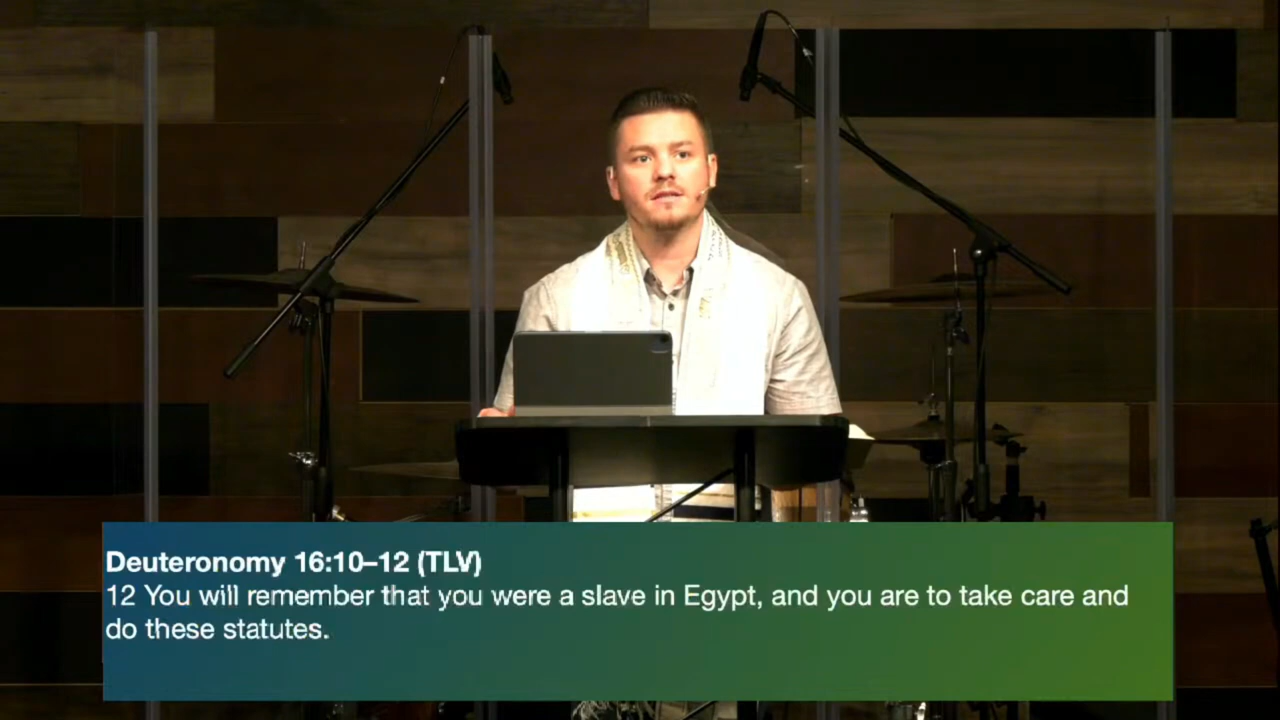 Deuteronomy 16:10–12 (TLV)
12 You will remember that you were a slave in Egypt, and you are to take care and
do these statutes.